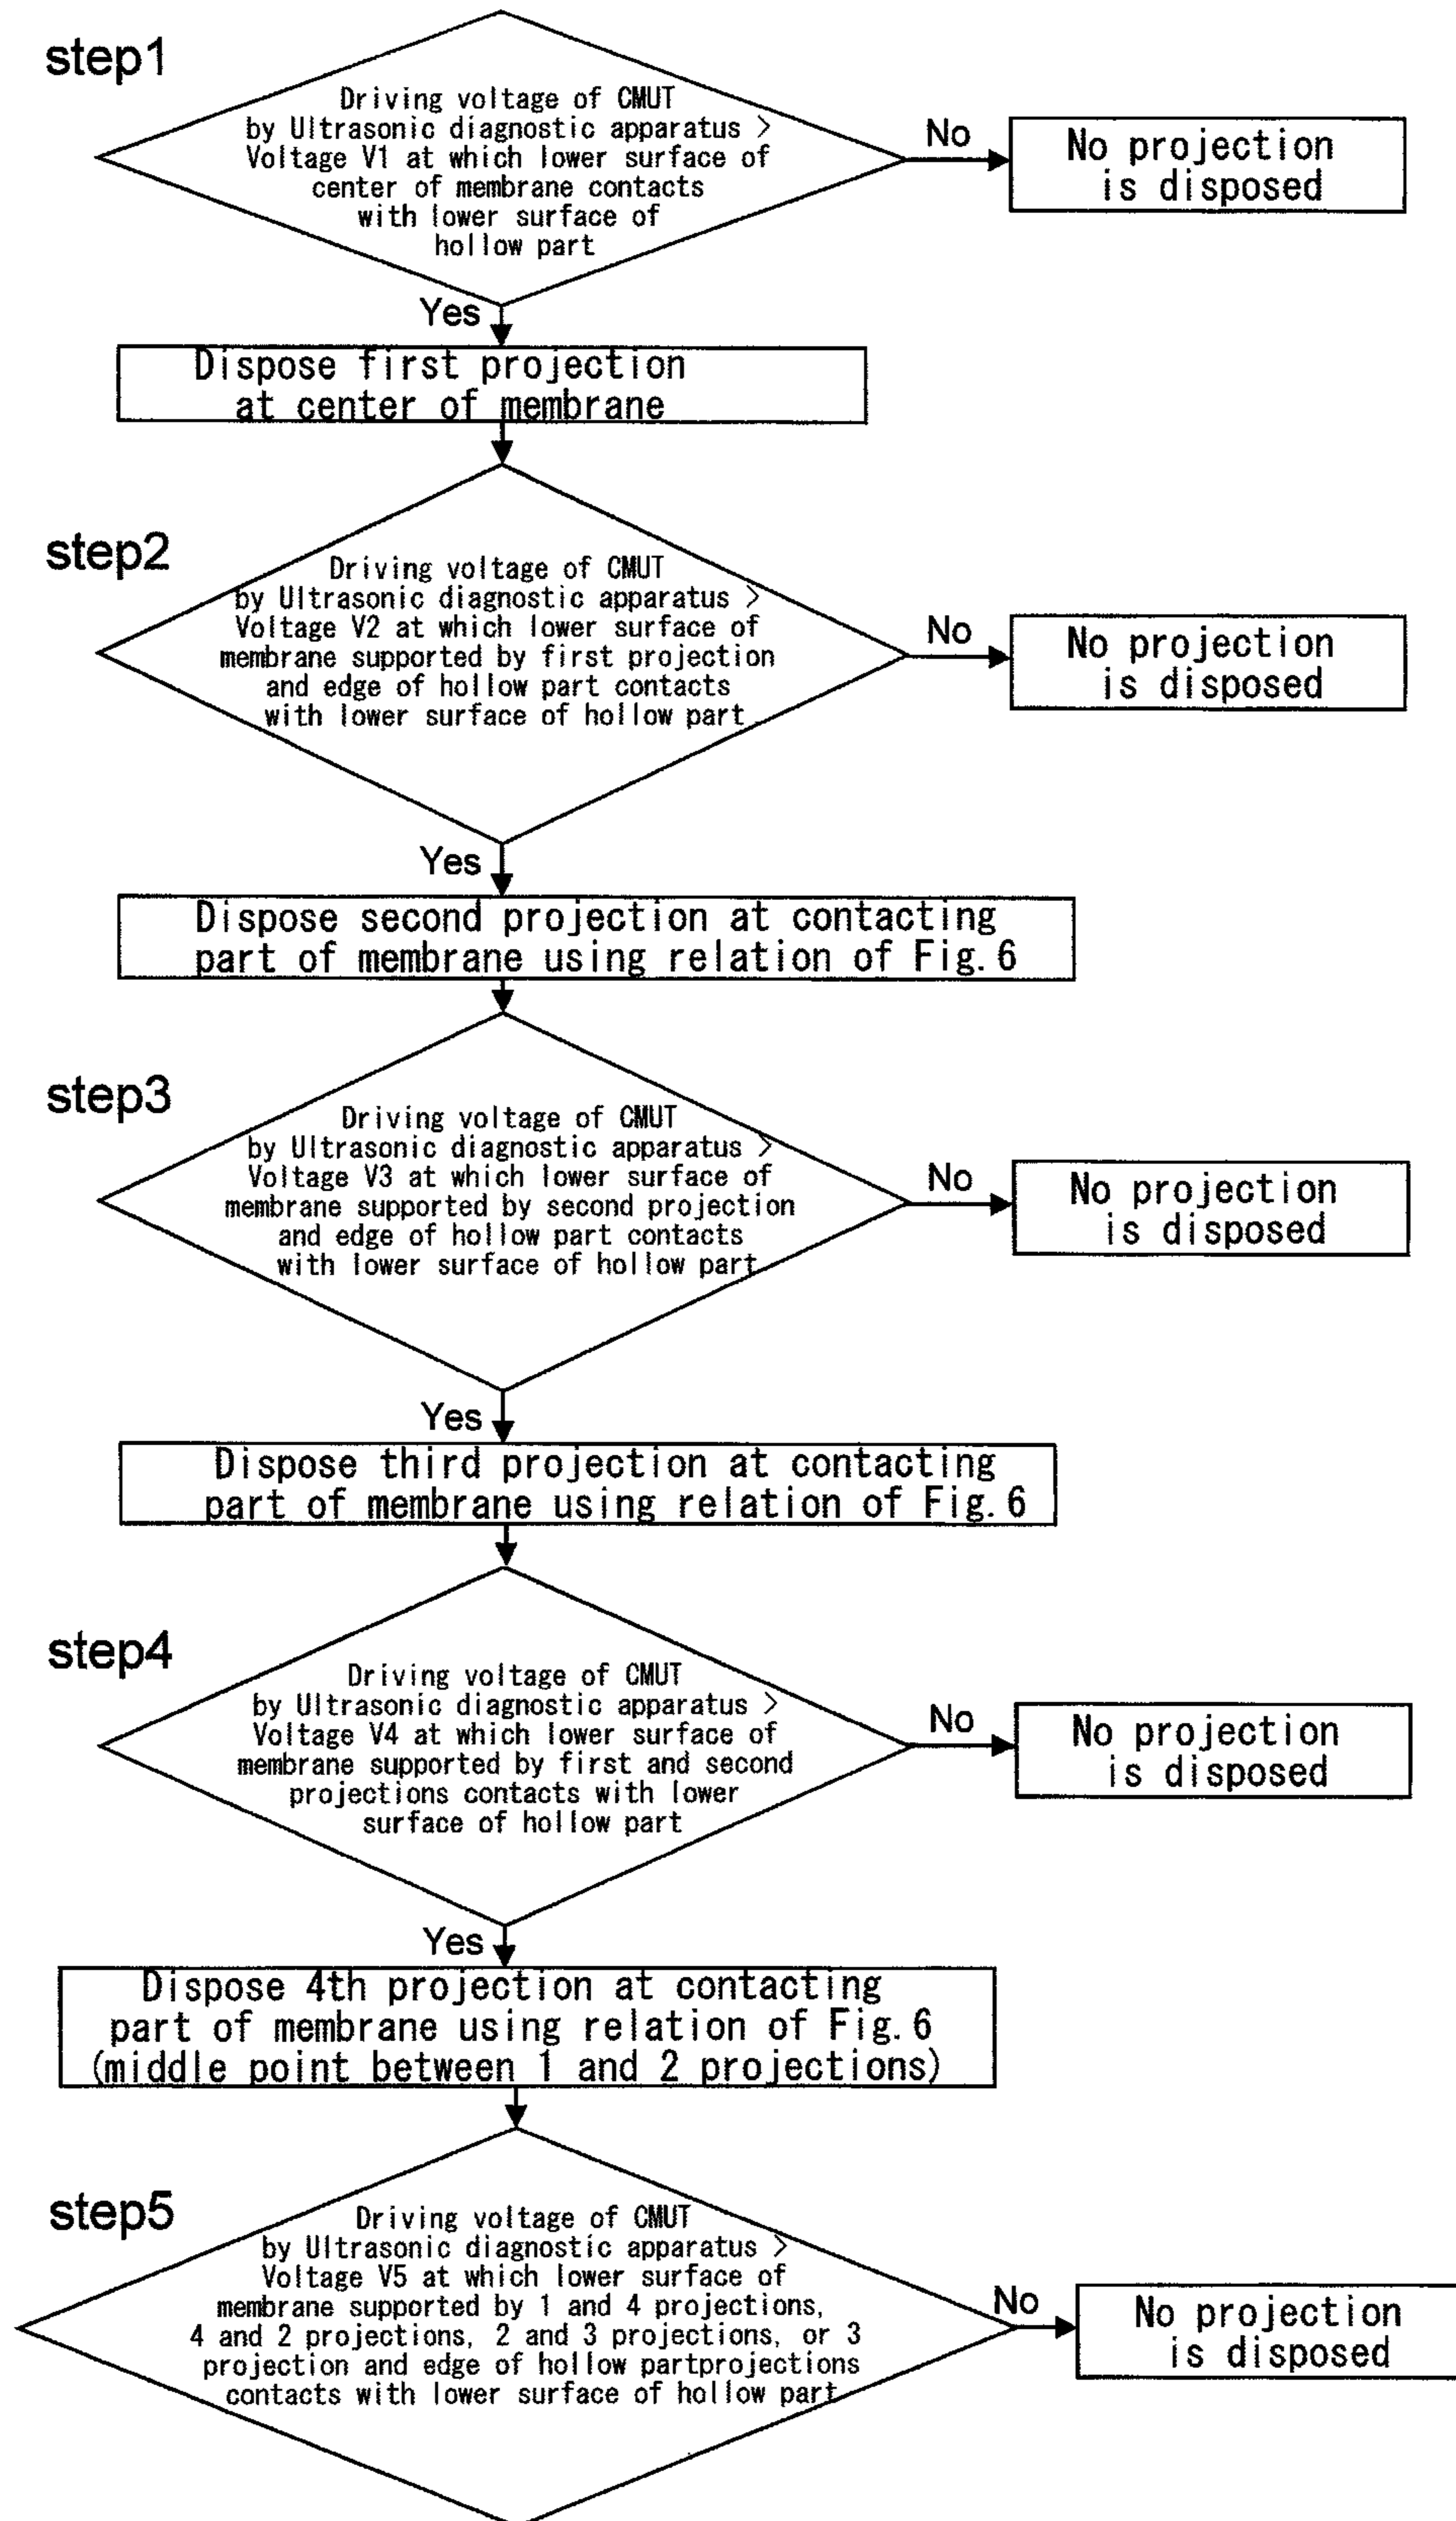 step1
Driving voltage of CMUT
by Ultrasonic diagnostic apparatus >
Voltage V1 at which lower surface of
center of membrane contacts
with lower surface of
hollow part
No
No projection
is disposed
Yes
Dispose first projection
at center of membrane
step2
Driving voltage of CMUT
by Ultrasonic diagnostic apparatus >
Voltage V2 at which lower surface of
membrane supported by first projection
and edge of hollow part contacts
with lower surface of hollow part
No
No projection
is disposed
Yes
Dispose second projection at contacting
part of membrane using relation of Fig.6
step3
Driving voltage of CMUT
by Ultrasonic diagnostic apparatus >
Voltage V3 at which lower surface of
membrane supported by second projection
and edge of hollow part contacts
with lower surface of hollow part
No
No projection
is disposed
Yes
Dispose third projection at contacting
part of membrane using relation of Fig.6
step4
Driving voltage of CMUT
by Ultrasonic diagnostic apparatus >
Voltage V4 at which lower surface of
membrane supported by first and second
projections contacts with lower
surface of hollow part
No
No projection
is disposed
Yes
Dispose 4th projection at contacting
part of membrane using relation of Fig.6
(middle point between 1 and 2 projections)
step5
Driving voltage of CMUT
by Ultrasonic diagnostic apparatus >
Voltage V5 at which lower surface of
membrane supported by 1 and 4 projections,
4 and 2 projections, 2 and 3 projections, or 3
projection and edge of hollow partprojections
contacts with lower surface of hollow part
No
No projection
is disposed